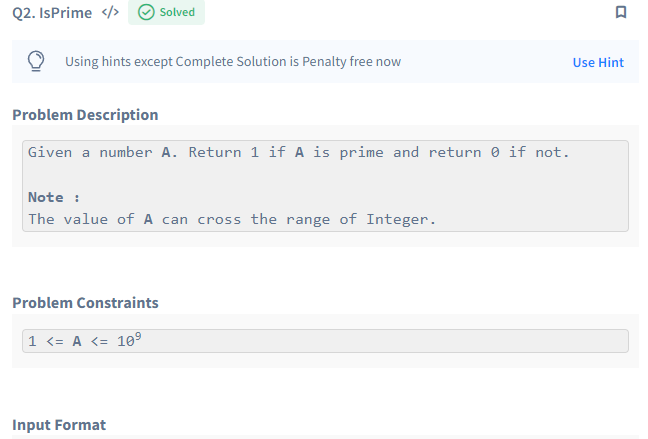 Q2. IsPrime </> Solved
Using hints except Complete Solution is Penalty free now Use Hint
Problem Description
Given a number A. Return 1 if A is prime and return 0 if not.
Note :
The value of A can cross the range of Integer.
Problem Constraints
1 <= A <= 10⁹
Input Format